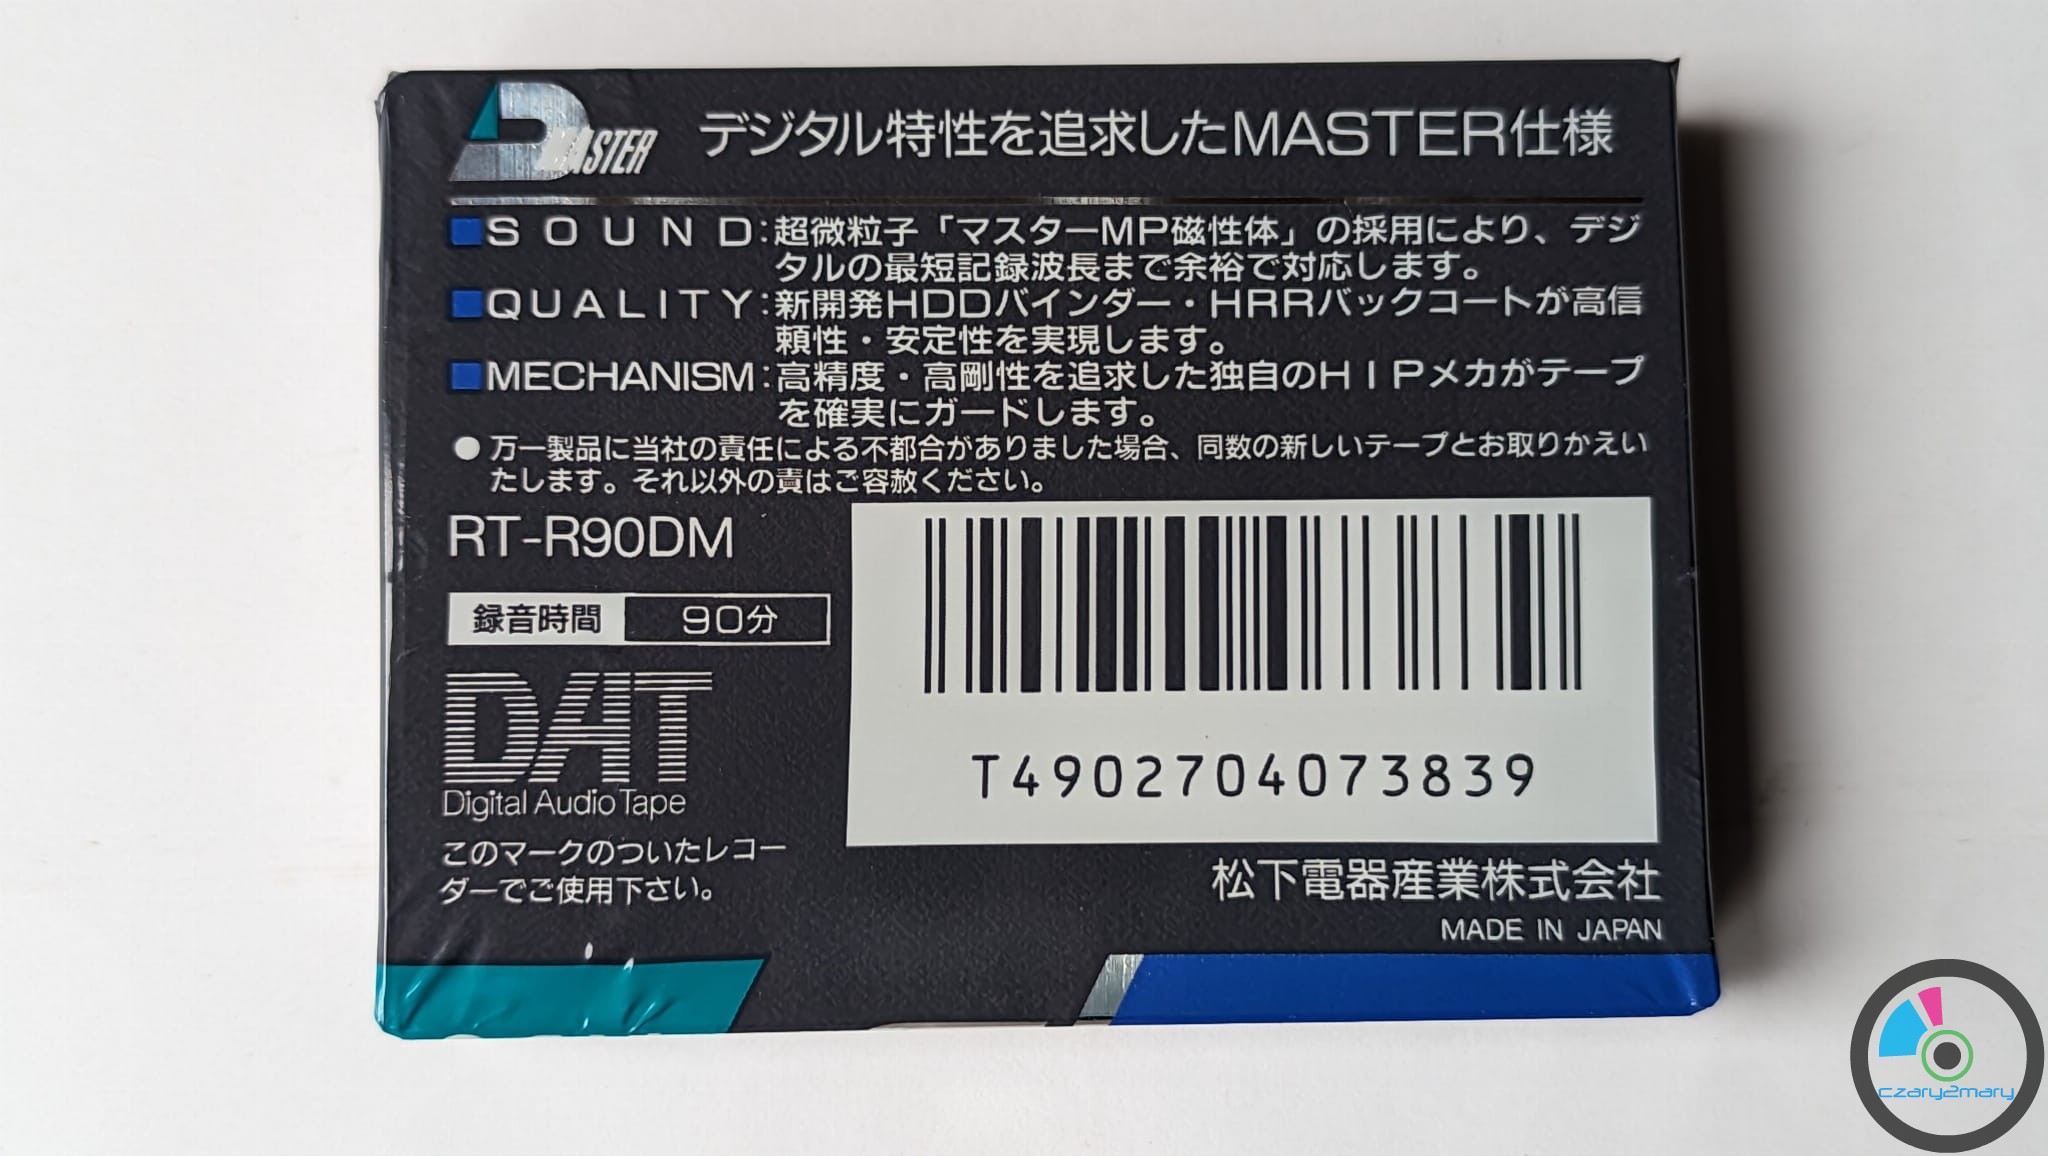 D MASTER
デジタル特性を追求したMASTER仕様
SOUND:超微粒子「マスターMP磁性体」の採用により、デジ
タルの最短記録波長まで余裕で対応します。
QUALITY:新開発HDDバインダー・HRRバックコートが高信
頼性・安定性を実現します。
MECHANISM:高精度・高剛性を追求した独自のHIPメカがテープ
を確実にガードします。
●万一製品に当社の責任による不都合がありました場合、同数の新しいテープとお取りかえい
たします。それ以外の責はご容赦ください。
RT-R90DM
録音時間 90分
DAT
Digital Audio Tape
このマークのついたレコー
ダーでご使用下さい。
T4902704073839
松下電器産業株式会社
MADE IN JAPAN
czary2mary